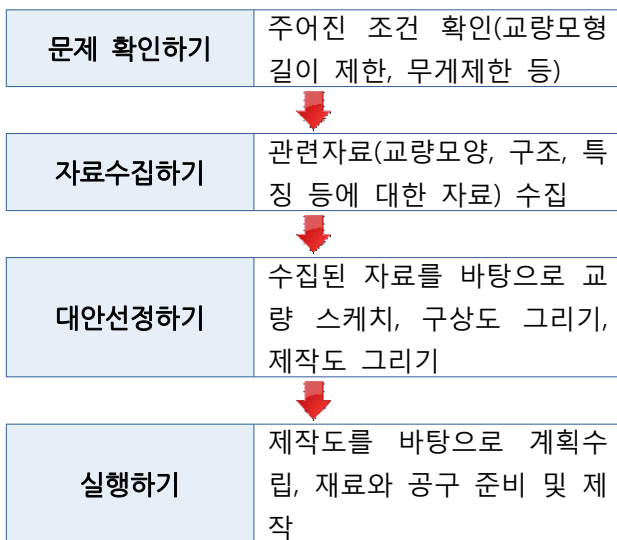 문제 확인하기
주어진 조건 확인(교량모형
길이 제한, 무게제한 등)
자료수집하기
관련자료(교량모양, 구조, 특
징 등에 대한 자료) 수집
대안선정하기
수집된 자료를 바탕으로 교
량 스케치, 구상도 그리기,
제작도 그리기
실행하기
제작도를 바탕으로 계획수
립, 재료와 공구 준비 및 제
작